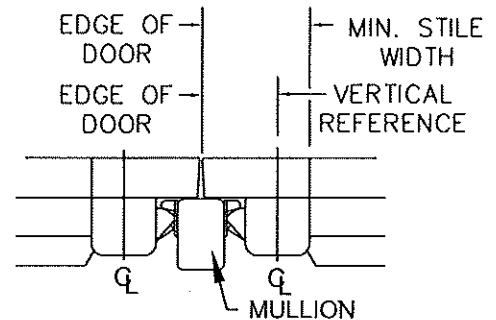 EDGE OF
DOOR
MIN. STILE
WIDTH
EDGE OF
DOOR
VERTICAL
REFERENCE
℄
℄
MULLION